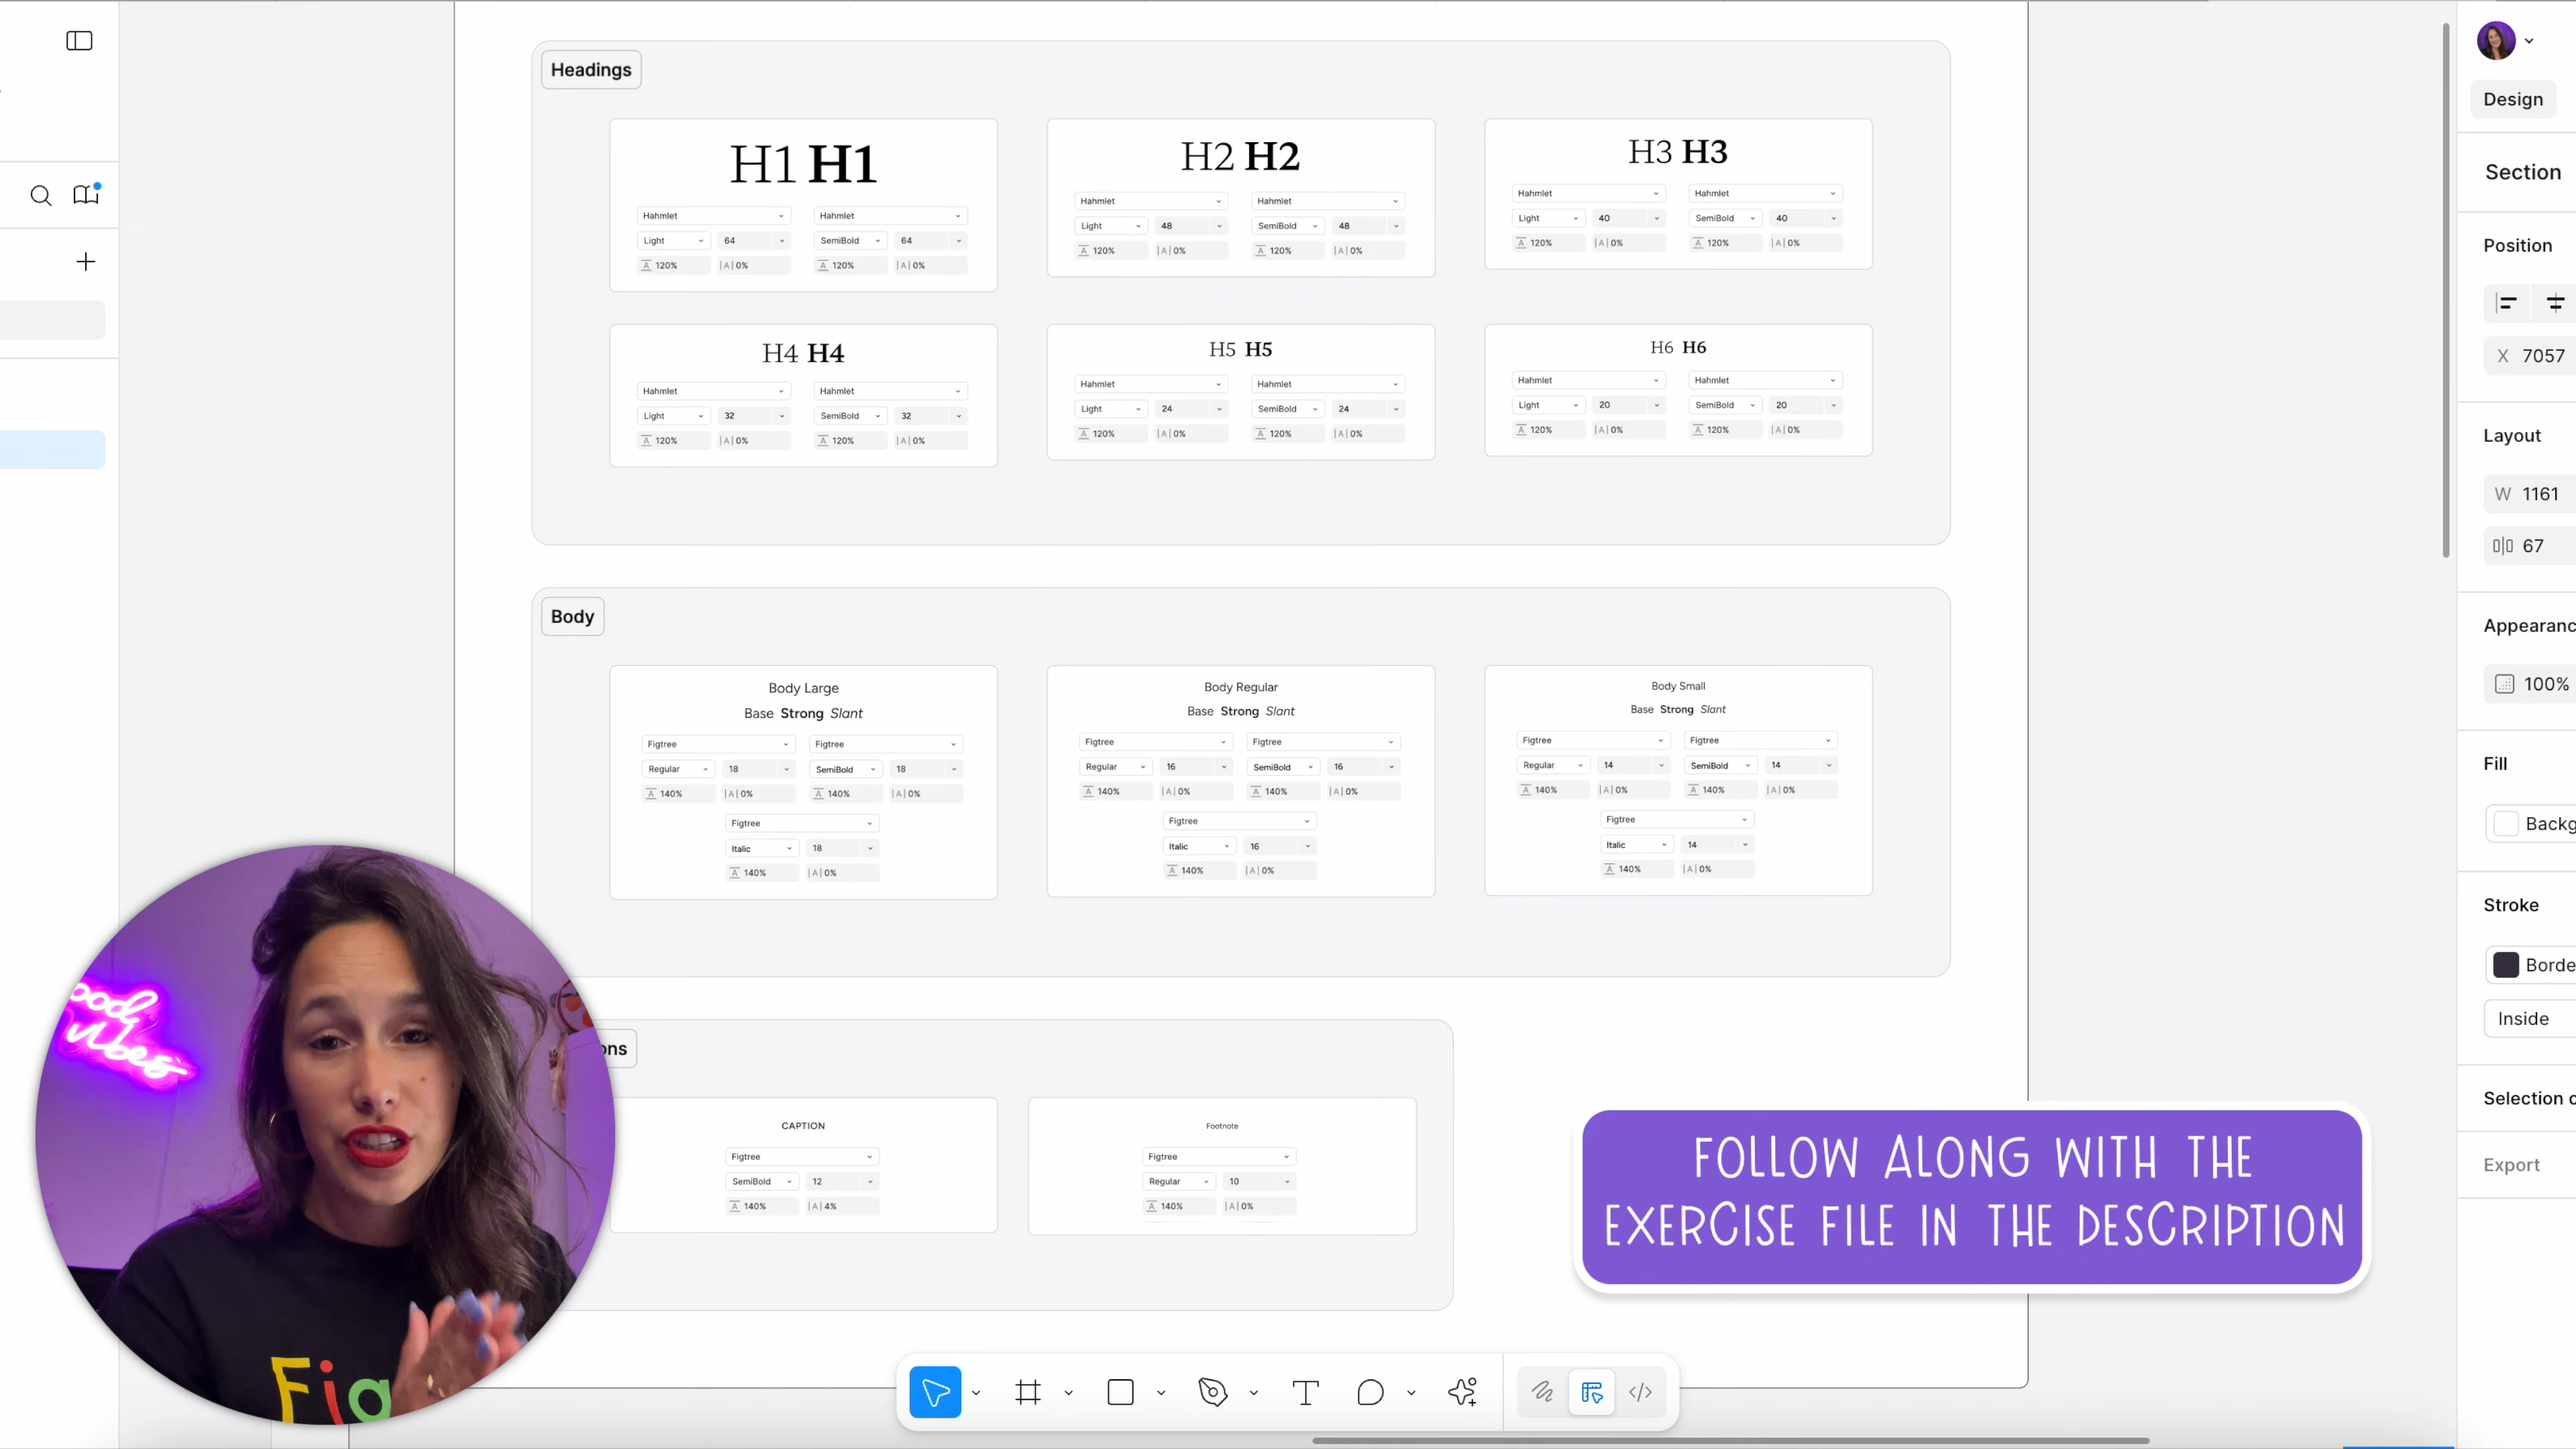 Headings
H1 H1
Hahmlet Hahmlet
Light 64 SemiBold 64
120% |A| 0% 120% |A| 0%
H2 H2
Hahmlet Hahmlet
Light 48 SemiBold 48
120% |A| 0% 120% |A| 0%
H3 H3
Hahmlet Hahmlet
Light 40 SemiBold 40
120% |A| 0% 120% |A| 0%
H4 H4
Hahmlet Hahmlet
Light 32 SemiBold 32
120% |A| 0% 120% |A| 0%
H5 H5
Hahmlet Hahmlet
Light 24 SemiBold 24
120% |A| 0% 120% |A| 0%
H6 H6
Hahmlet Hahmlet
Light 20 SemiBold 20
120% |A| 0% 120% |A| 0%
Body
Body Large
Base Strong Slant
Figtree Figtree
Regular 18 SemiBold 18
140% |A| 0% 140% |A| 0%
Figtree
Italic 18
140% |A| 0%
Body Regular
Base Strong Slant
Figtree Figtree
Regular 16 SemiBold 16
140% |A| 0% 140% |A| 0%
Figtree
Italic 16
140% |A| 0%
Body Small
Base Strong Slant
Figtree Figtree
Regular 14 SemiBold 14
140% |A| 0% 140% |A| 0%
Figtree
Italic 14
140% |A| 0%
ons
CAPTION
Figtree
SemiBold 12
140% |A| 4%
Footnote
Figtree
Regular 10
140% |A| 0%
ood
vibes
Fig
FOLLOW ALONG WITH THE
EXERCISE FILE IN THE DESCRIPTION
Design
Section
Position
X 7057
Layout
W 1161
67
Appearanc
100%
Fill
Backg
Stroke
Borde
Inside
Selection c
Export